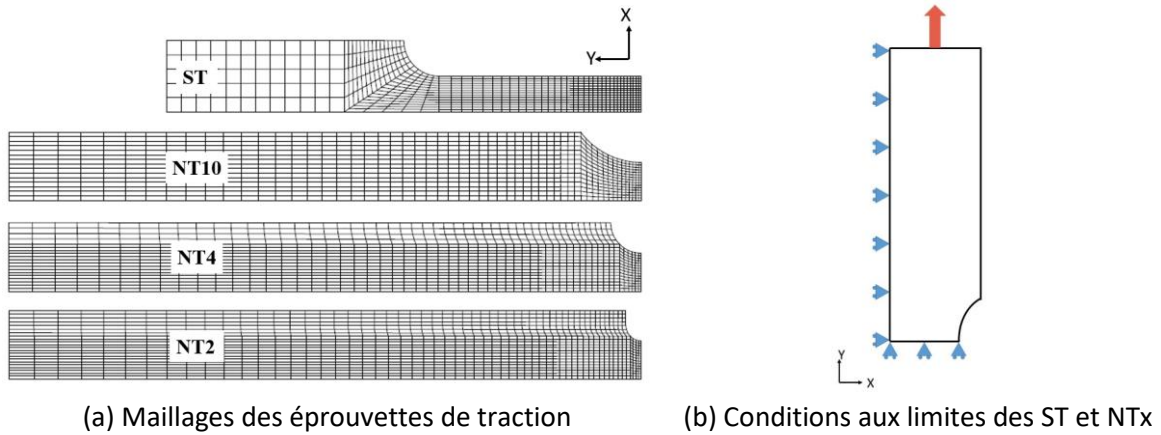 X
Y
ST
NT10
NT4
NT2
Y
X
(a) Maillages des éprouvettes de traction
(b) Conditions aux limites des ST et NTx